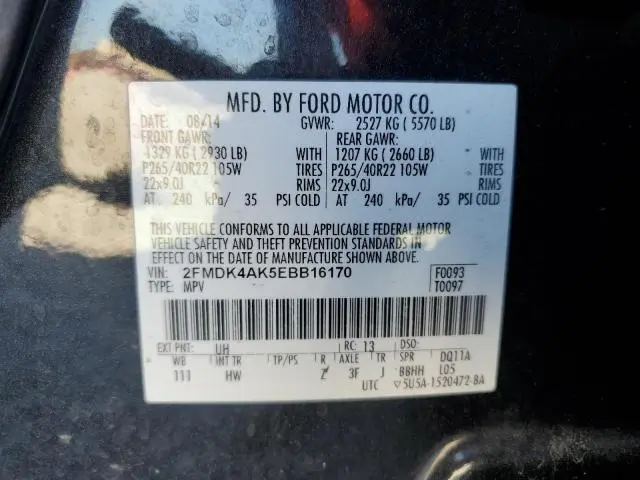 MFD. BY FORD MOTOR CO.
DATE: 08/14 GVWR: 2527 KG ( 5570 LB)
FRONT GAWR: REAR GAWR:
1329 KG ( 2930 LB) WITH 1207 KG ( 2660 LB) WITH
P265/40R22 105W TIRES P265/40R22 105W TIRES
22x9.0J RIMS 22x9.0J RIMS
AT 240 kPa/ 35 PSI COLD AT 240 kPa/ 35 PSI COLD
THIS VEHICLE CONFORMS TO ALL APPLICABLE FEDERAL MOTOR
VEHICLE SAFETY AND THEFT PREVENTION STANDARDS IN
EFFECT ON THE DATE OF MANUFACTURE SHOWN ABOVE.
VIN: 2FMDK4AK5EBB16170 F0093
TYPE: MPV T0097
EXT PNT: UH RC: 13 DSO:
WB INT TR TP/PS R AXLE TR SPR DQ11A
111 HW Z 3F J BBHH L05
UTC ▽5U5A-1520472-BA